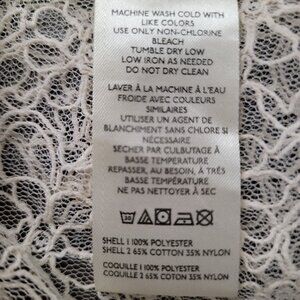 MACHINE WASH COLD WITH
LIKE COLORS
USE ONLY NON-CHLORINE
BLEACH
TUMBLE DRY LOW
LOW IRON AS NEEDED
DO NOT DRY CLEAN
LAVER À LA MACHINE À L'EAU
FROIDE AVEC COULEURS
SIMILAIRES
UTILISER UN AGENT DE
BLANCHIMENT SANS CHLORE SI
NÉCESSAIRE
SÉCHER PAR CULBUTAGE À
BASSE TEMPÉRATURE
REPASSER, AU BESOIN, À TRÈS
BASSE TEMPÉRATURE
NE PAS NETTOYER À SEC
SHELL 1 100% POLYESTER
SHELL 2 65% COTTON 35% NYLON
COQUILLE 1 100% POLYESTER
COQUILLE 2 65% COTON 35% NYLON